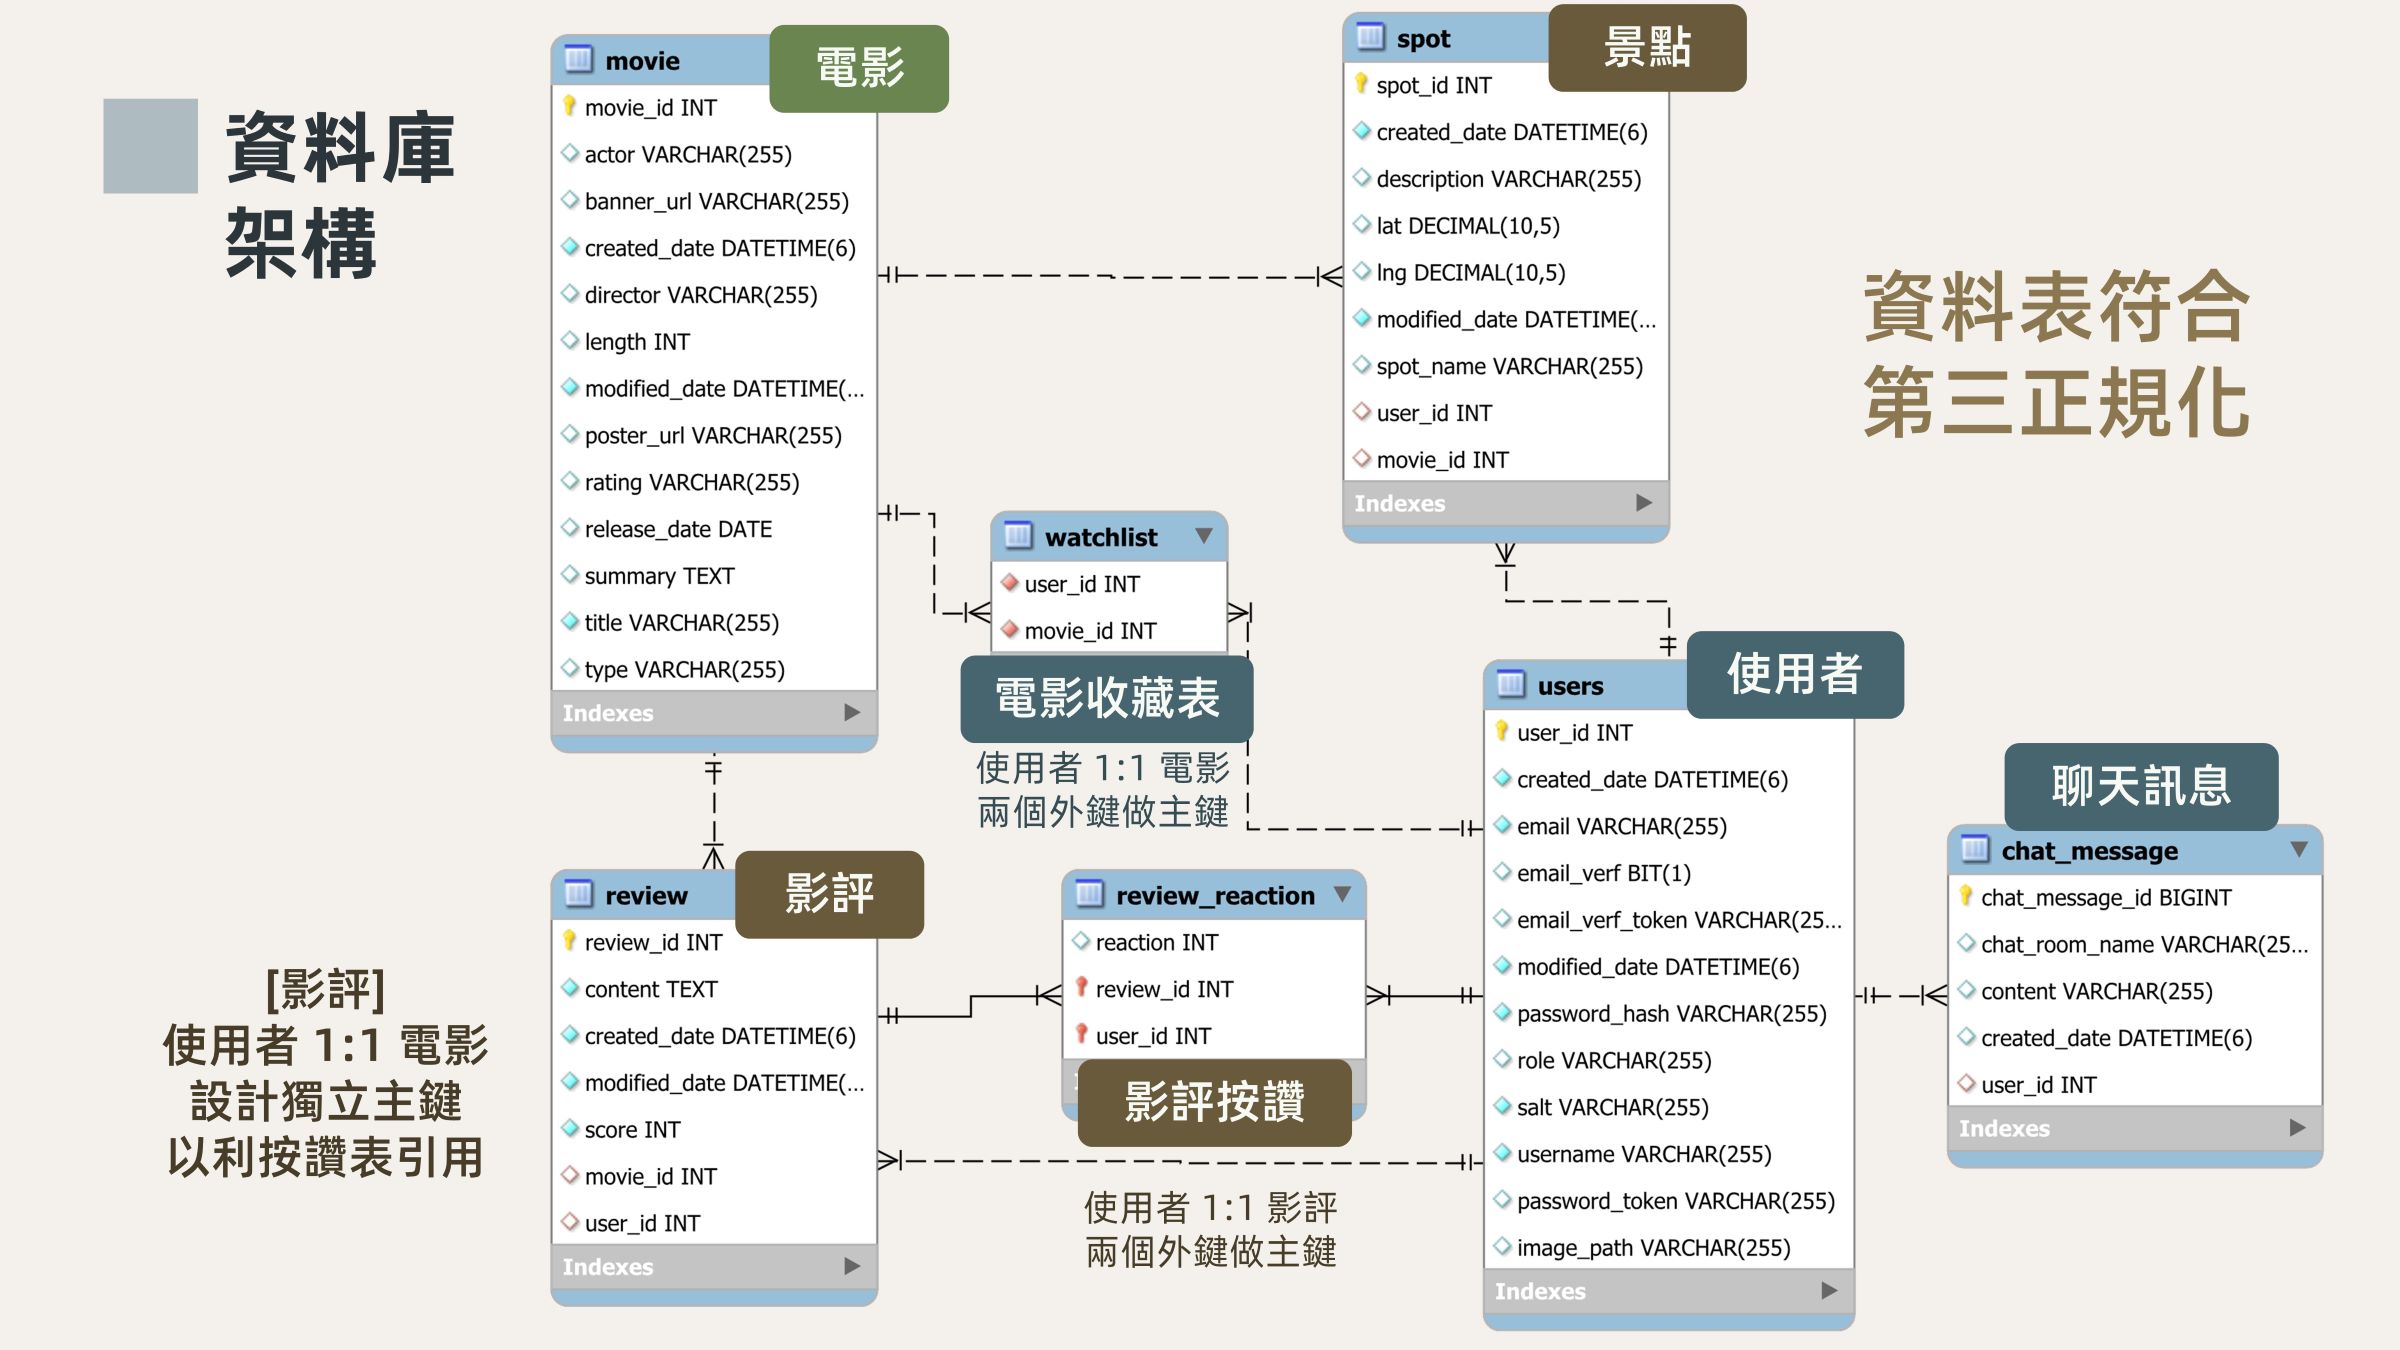 資料庫
架構
movie
電影
movie_id INT
actor VARCHAR(255)
banner_url VARCHAR(255)
created_date DATETIME(6)
director VARCHAR(255)
length INT
modified_date DATETIME(...
poster_url VARCHAR(255)
rating VARCHAR(255)
release_date DATE
summary TEXT
title VARCHAR(255)
type VARCHAR(255)
Indexes
spot
景點
spot_id INT
created_date DATETIME(6)
description VARCHAR(255)
lat DECIMAL(10,5)
lng DECIMAL(10,5)
modified_date DATETIME(...
spot_name VARCHAR(255)
user_id INT
movie_id INT
Indexes
資料表符合
第三正規化
watchlist
user_id INT
movie_id INT
電影收藏表
使用者 1:1 電影
兩個外鍵做主鍵
users
使用者
user_id INT
created_date DATETIME(6)
email VARCHAR(255)
email_verf BIT(1)
email_verf_token VARCHAR(25...
modified_date DATETIME(6)
password_hash VARCHAR(255)
role VARCHAR(255)
salt VARCHAR(255)
username VARCHAR(255)
password_token VARCHAR(255)
image_path VARCHAR(255)
Indexes
聊天訊息
chat_message
chat_message_id BIGINT
chat_room_name VARCHAR(25...
content VARCHAR(255)
created_date DATETIME(6)
user_id INT
Indexes
review
影評
review_id INT
content TEXT
created_date DATETIME(6)
modified_date DATETIME(...
score INT
movie_id INT
user_id INT
Indexes
review_reaction
reaction INT
review_id INT
user_id INT
影評按讚
使用者 1:1 影評
兩個外鍵做主鍵
[影評]
使用者 1:1 電影
設計獨立主鍵
以利按讚表引用